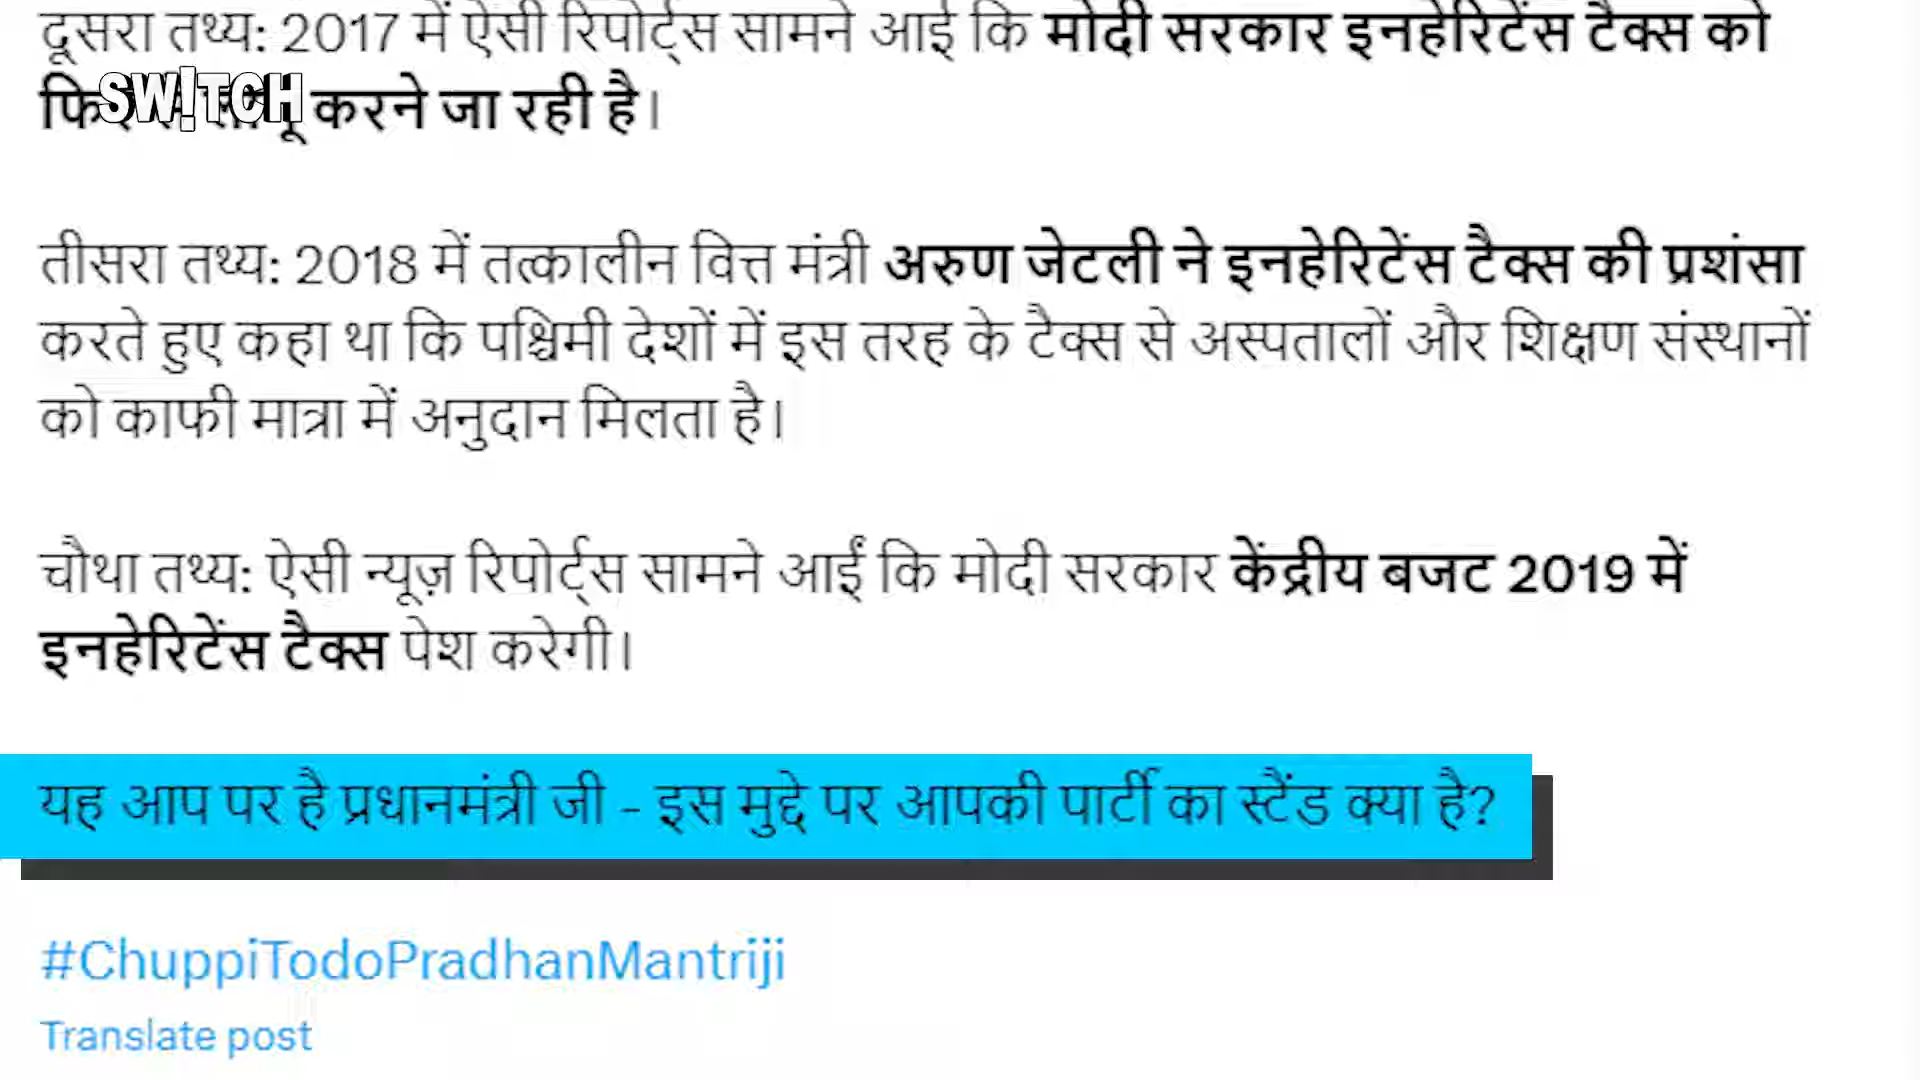 दूसरा तथ्य: 2017 में ऐसी रिपोर्ट्स सामने आईं कि मोदी सरकार इनहेरिटेंस टैक्स को
SW!TCH
करने जा रही है।
तीसरा तथ्य: 2018 में तत्कालीन वित्त मंत्री अरुण जेटली ने इनहेरिटेंस टैक्स की प्रशंसा
करते हुए कहा था कि पश्चिमी देशों में इस तरह के टैक्स से अस्पतालों और शिक्षण संस्थानों
को काफी मात्रा में अनुदान मिलता है।
चौथा तथ्य: ऐसी न्यूज़ रिपोर्ट्स सामने आईं कि मोदी सरकार केंद्रीय बजट 2019 में
इनहेरिटेंस टैक्स पेश करेगी।
यह आप पर है प्रधानमंत्री जी - इस मुद्दे पर आपकी पार्टी का स्टैंड क्या है?
#ChuppiTodoPradhanMantriji
Translate post